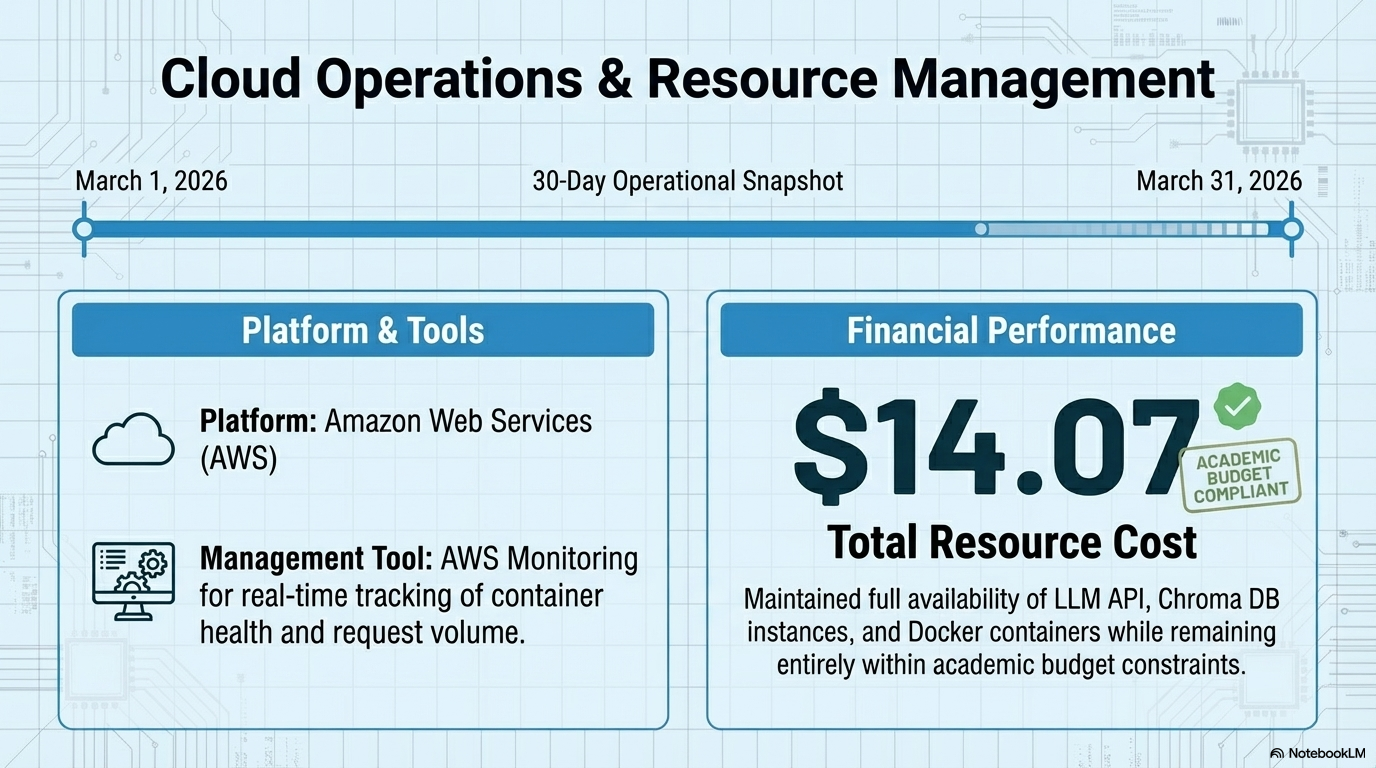 Cloud Operations & Resource Management
March 1, 2026
30-Day Operational Snapshot
March 31, 2026
Platform & Tools
Platform: Amazon Web Services
(AWS)
Management Tool: AWS Monitoring
for real-time tracking of container
health and request volume.
Financial Performance
$14.07
ACADEMIC
BUDGET
COMPLIANT
Total Resource Cost
Maintained full availability of LLM API, Chroma DB
instances, and Docker containers while remaining
entirely within academic budget constraints.
NotebookLM